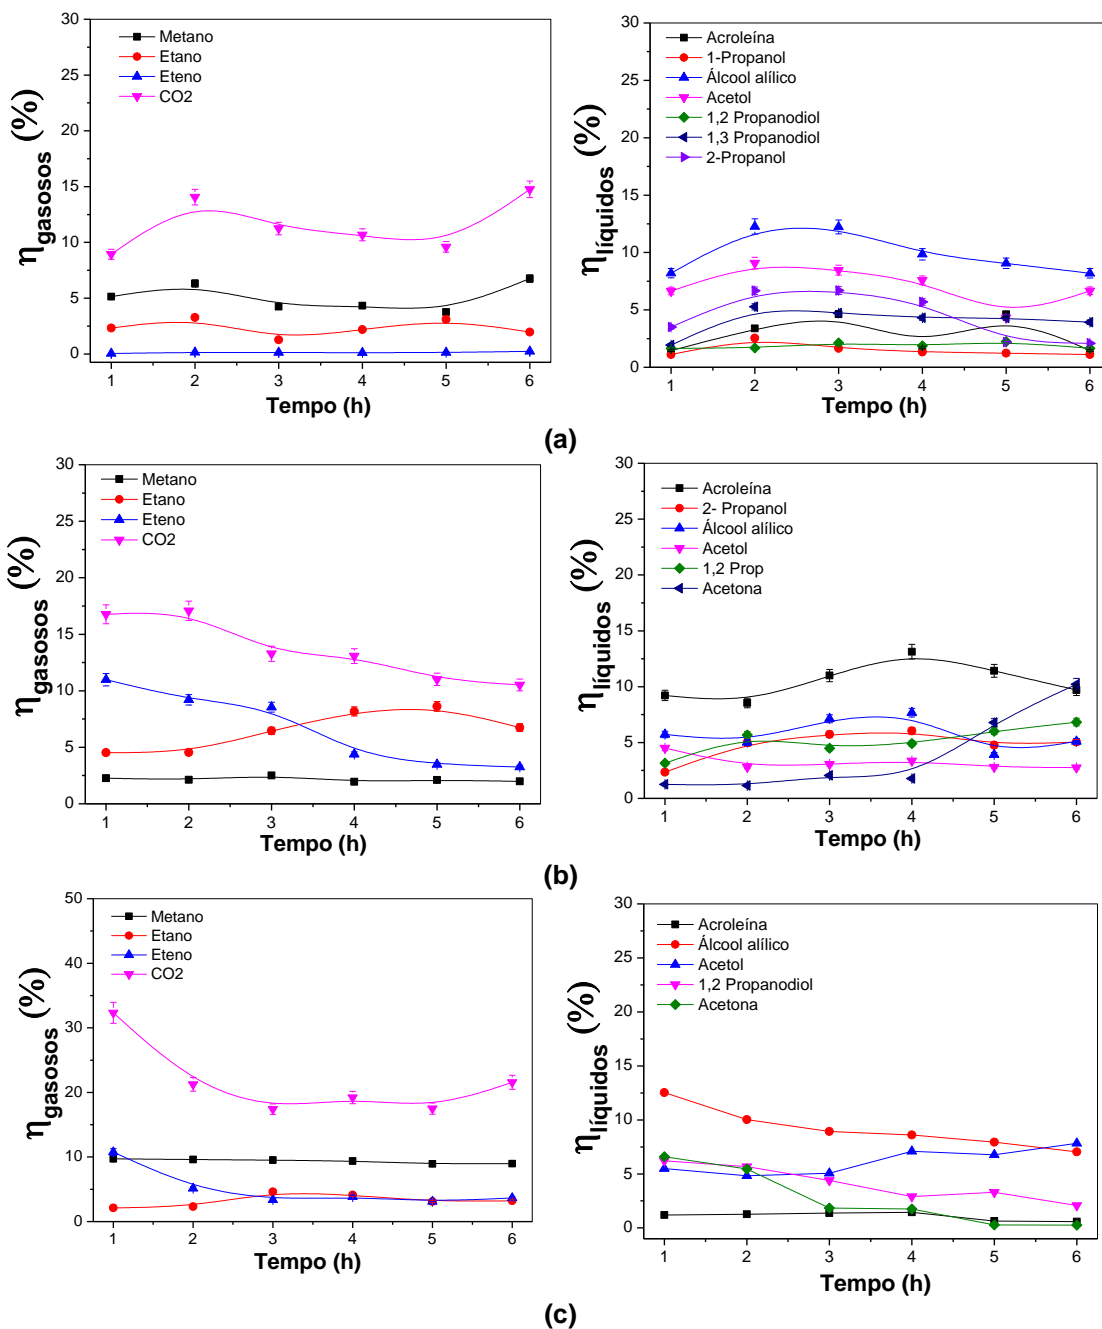 30
25
20
15
10
5
0
1 2 3 4 5 6
Tempo (h)
ηgasosos (%)
Metano
Etano
Eteno
CO2
30
25
20
15
10
5
0
1 2 3 4 5 6
Tempo (h)
ηlíquidos (%)
Acroleína
1-Propanol
Álcool alílico
Acetol
1,2 Propanodiol
1,3 Propanodiol
2-Propanol
(a)
30
25
20
15
10
5
0
1 2 3 4 5 6
Tempo (h)
ηgasosos (%)
Metano
Etano
Eteno
CO2
30
25
20
15
10
5
0
1 2 3 4 5 6
Tempo (h)
ηlíquidos (%)
Acroleína
2- Propanol
Álcool alílico
Acetol
1,2 Prop
Acetona
(b)
50
40
30
20
10
0
1 2 3 4 5 6
Tempo (h)
ηgasosos (%)
Metano
Etano
Eteno
CO2
30
25
20
15
10
5
0
1 2 3 4 5 6
Tempo (h)
ηlíquidos (%)
Acroleína
Álcool alílico
Acetol
1,2 Propanodiol
Acetona
(c)